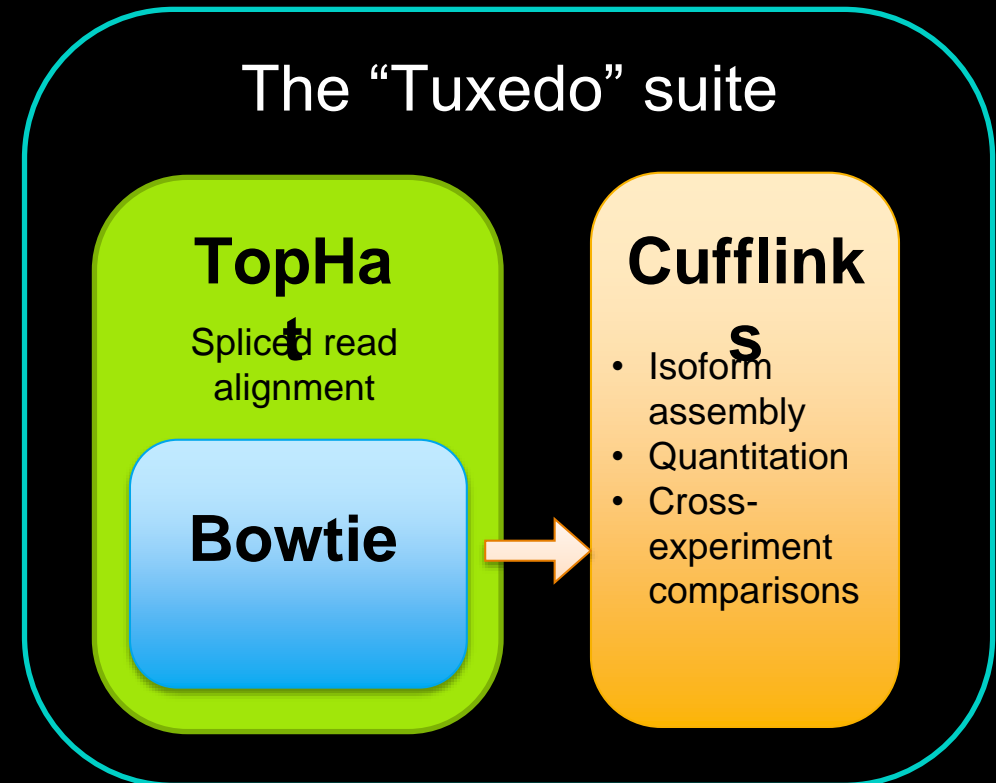 The “Tuxedo” suite
TopHa
t
Spliced read
alignment
Bowtie
Cufflink
s
• Isoform
assembly
• Quantitation
• Cross-
experiment
comparisons